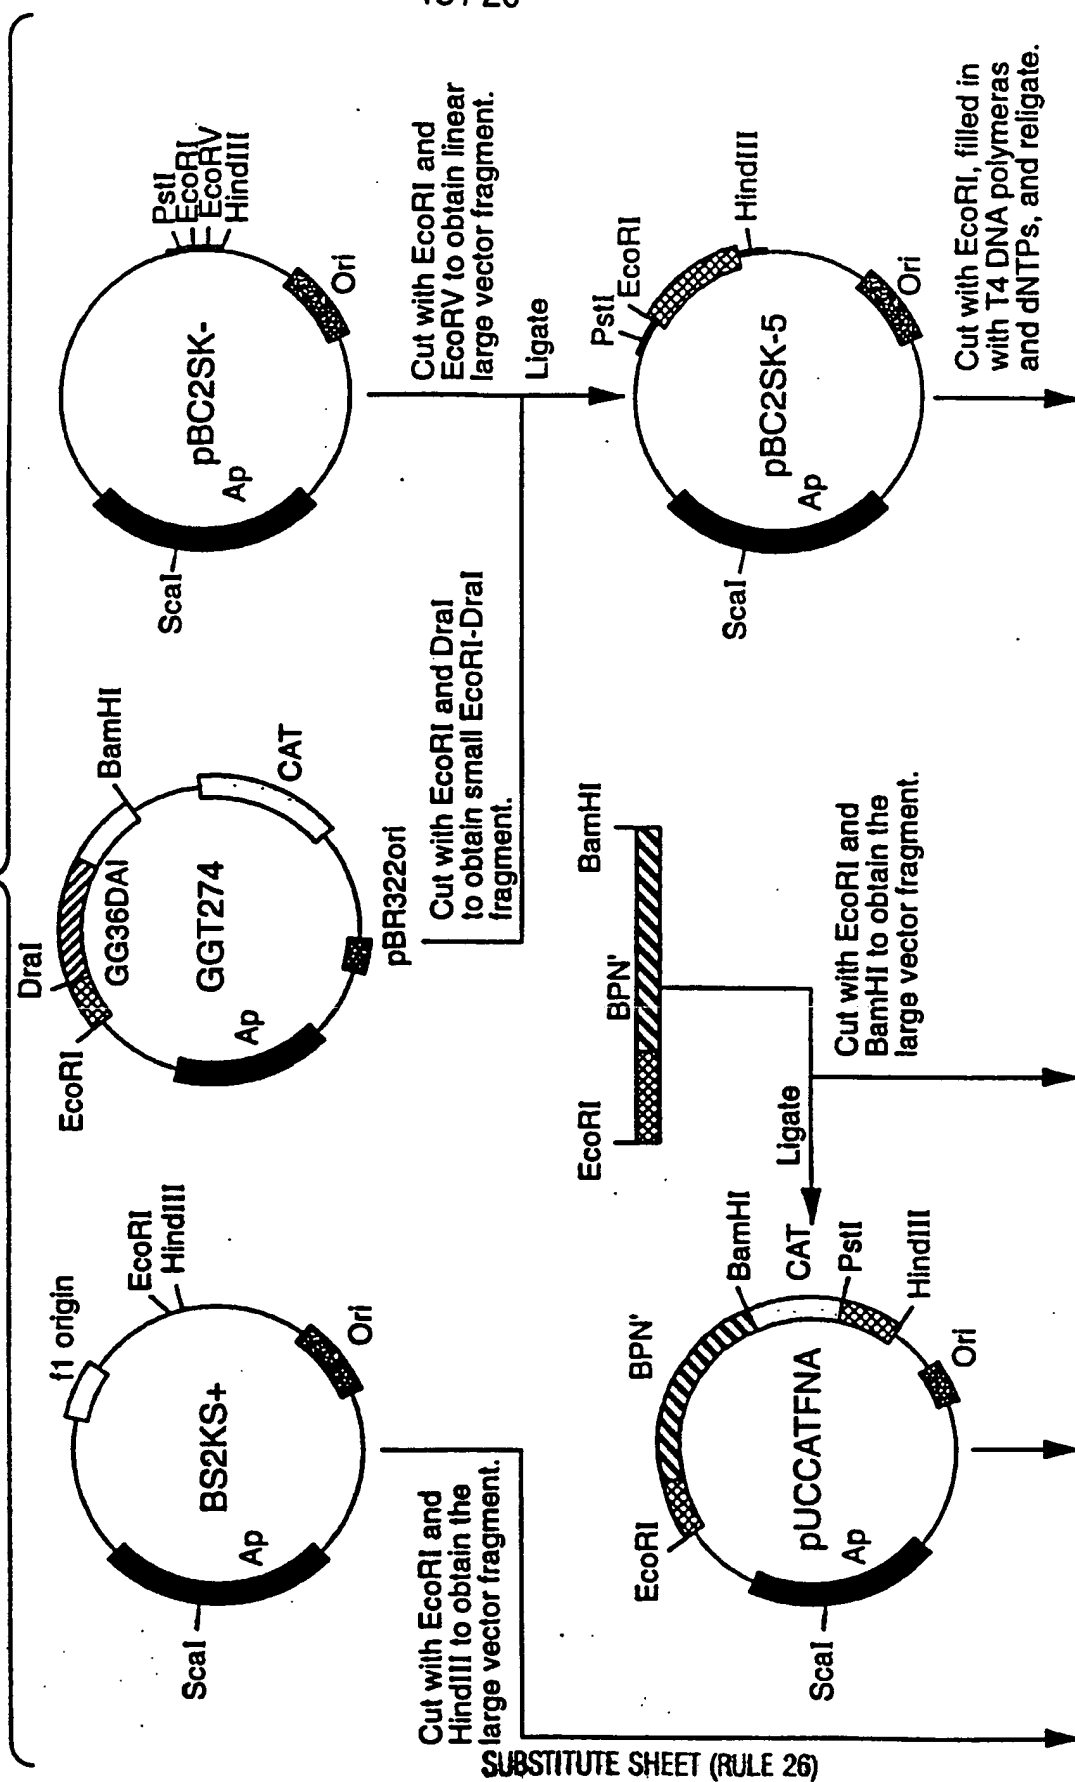 BS2KS+
f1 origin
EcoRI
HindIII
Ori
Ap
ScaI
Cut with EcoRI and
HindIII to obtain the
large vector fragment.
GGT274
GG36DAI
EcoRI
DraI
BamHI
CAT
pBR322ori
Ap
Cut with EcoRI and DraI
to obtain small EcoRI-DraI
fragment.
pBC2SK-
PstI
EcoRI
EcoRV
HindIII
Ori
Ap
ScaI
Cut with EcoRI and
EcoRV to obtain linear
large vector fragment.
Ligate
pUCCATFNA
EcoRI
BPN'
BamHI
CAT
PstI
HindIII
Ori
Ap
ScaI
EcoRI
BPN'
BamHI
Ligate
Cut with EcoRI and
BamHI to obtain the
large vector fragment.
pBC2SK-5
PstI
EcoRI
HindIII
Ori
Ap
ScaI
Cut with EcoRI, filled in
with T4 DNA polymeras
and dNTPs, and religate.
SUBSTITUTE SHEET (RULE 26)